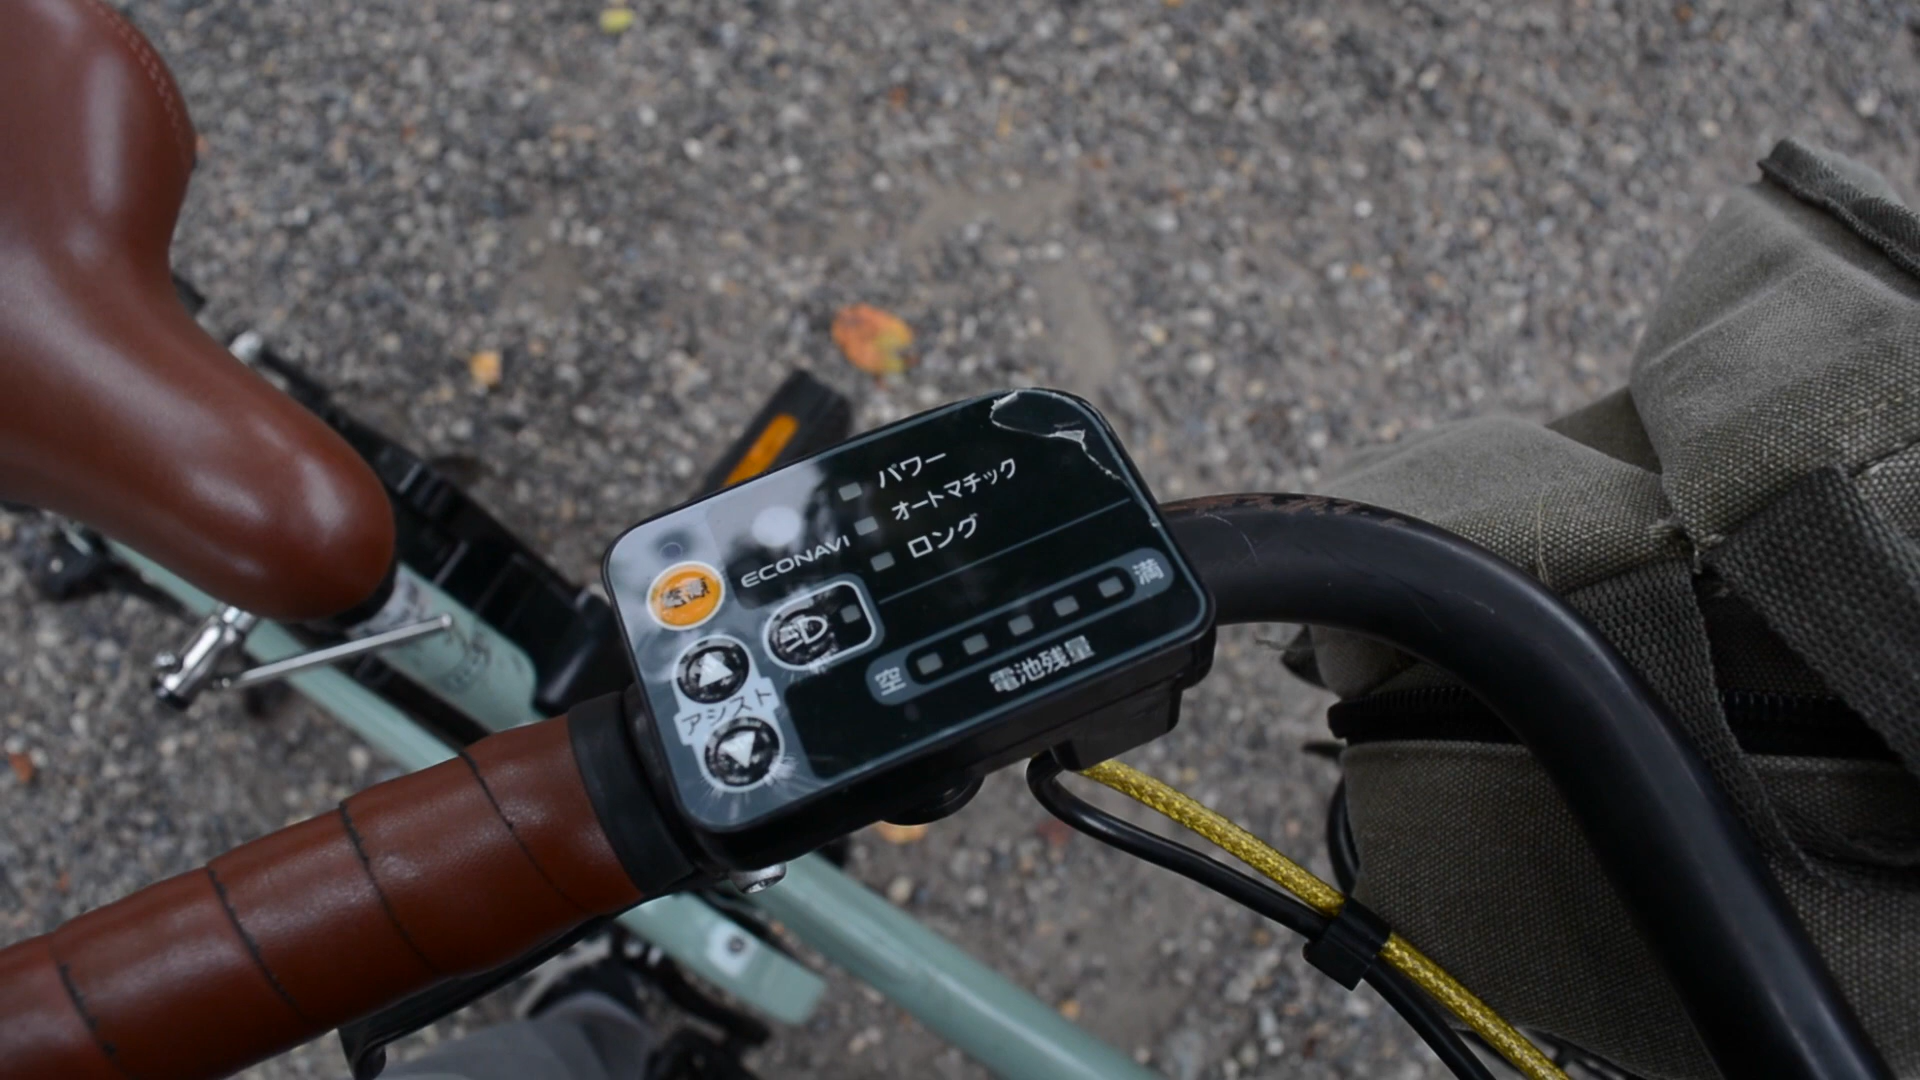 パワー
オートマチック
ロング
ECONAVI
アシスト
空
満
電池残量